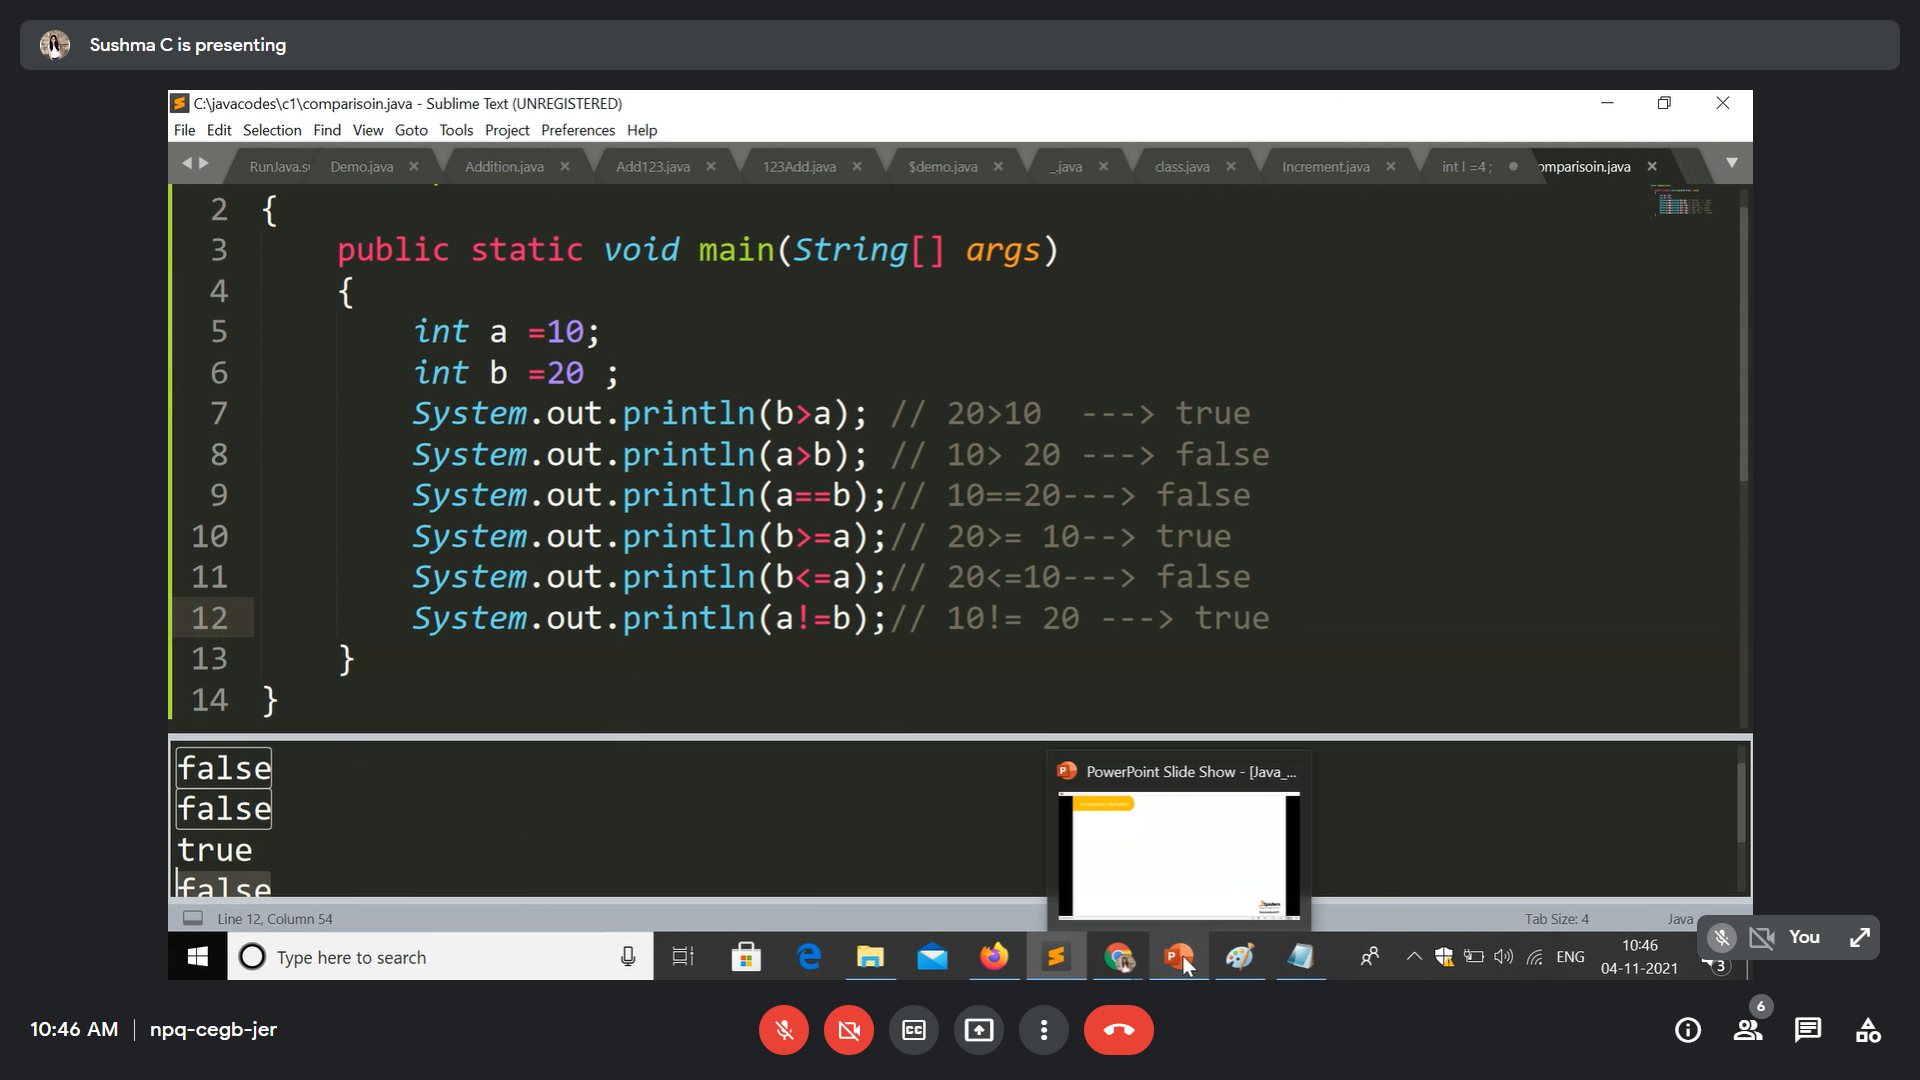 Sushma C is presenting
C:\javacodes\c1\comparisoin.java - Sublime Text (UNREGISTERED)
File Edit Selection Find View Goto Tools Project Preferences Help
RunJava.s Demo.java Addition.java Add123.java 123Add.java $demo.java _.java class.java Increment.java int l =4 ; omparisoin.java
2 {
3 public static void main(String[] args)
4 {
5 int a =10;
6 int b =20 ;
7 System.out.println(b>a); // 20>10 ---> true
8 System.out.println(a>b); // 10> 20 ---> false
9 System.out.println(a==b);// 10==20---> false
10 System.out.println(b>=a);// 20>= 10--> true
11 System.out.println(b<=a);// 20<=10---> false
12 System.out.println(a!=b);// 10!= 20 ---> true
13 }
14 }
false
false
true
false
PowerPoint Slide Show - [Java_...
Line 12, Column 54
Tab Size: 4
Java
You
Type here to search
ENG
10:46
04-11-2021
3
10:46 AM
npq-cegb-jer
CC
6